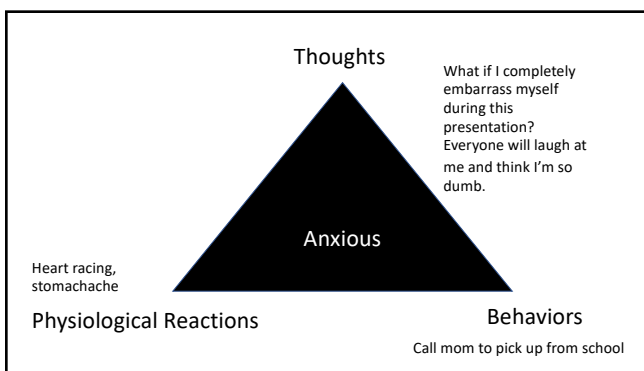 Thoughts
What if I completely
embarrass myself
during this
presentation?
Everyone will laugh at
me and think I'm so
dumb.
Anxious
Heart racing,
stomachache
Physiological Reactions
Behaviors
Call mom to pick up from school